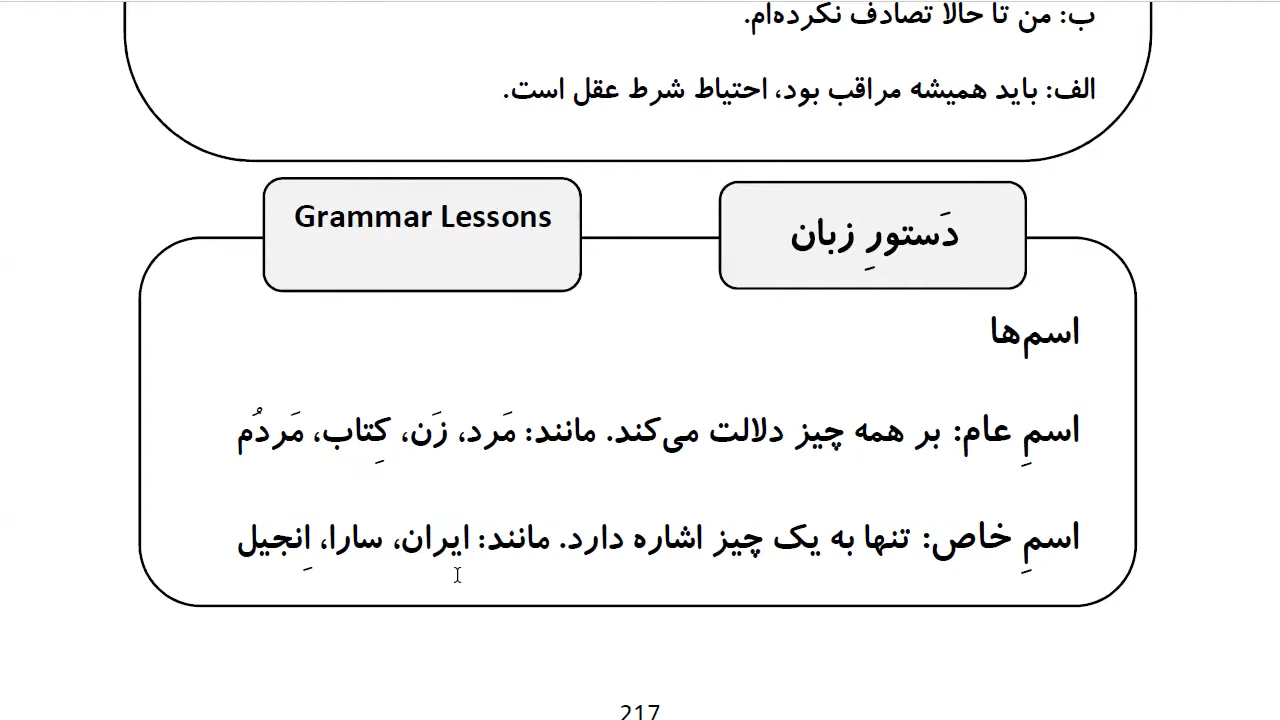 ب: من تا حالا تصادف نکرده‌ام.
الف: باید همیشه مراقب بود، احتیاط شرط عقل است.
دَستورِ زبان
Grammar Lessons
اسم‌ها
اسمِ عام: بر همه چیز دلالت می‌کند. مانند: مَرد، زَن، کِتاب، مَردُم
اسمِ خاص: تنها به یک چیز اشاره دارد. مانند: ایران، سارا، اِنجیل
217